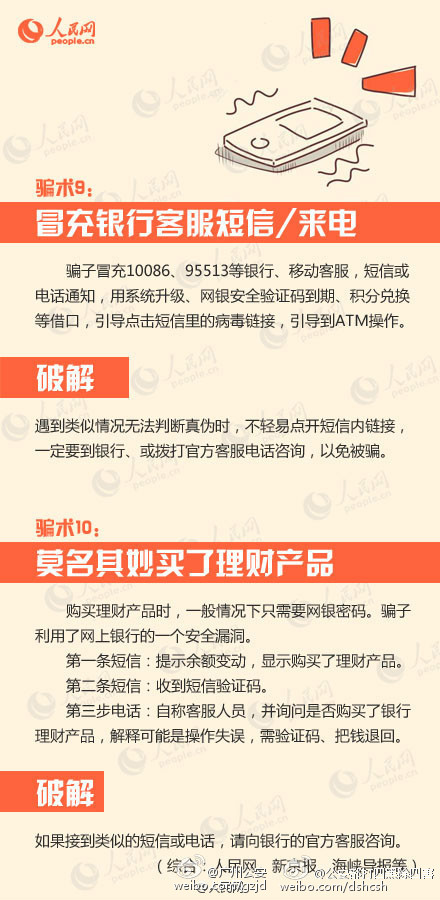 人民网
people.cn
骗术9：
冒充银行客服短信/来电
骗子冒充10086、95513等银行、移动客服，短信或
电话通知，用系统升级、网银安全验证码到期、积分兑换
等借口，引导点击短信里的病毒链接，引导到ATM操作。
破解
遇到类似情况无法判断真伪时，不轻易点开短信内链接，
一定要到银行、或拨打官方客服电话咨询，以免被骗。
骗术10：
莫名其妙买了理财产品
购买理财产品时，一般情况下只需要网银密码。骗子
利用了网上银行的一个安全漏洞。
第一条短信：提示余额变动，显示购买了理财产品。
第二条短信：收到短信验证码。
第三步电话：自称客服人员，并询问是否购买了银行
理财产品，解释可能是操作失误，需验证码、把钱退回。
破解
如果接到类似的短信或电话，请向银行的官方客服咨询。
（综合：人民网、新京报、海峡导报等）
weibo.com/gzjd
weibo.com/dshcsh